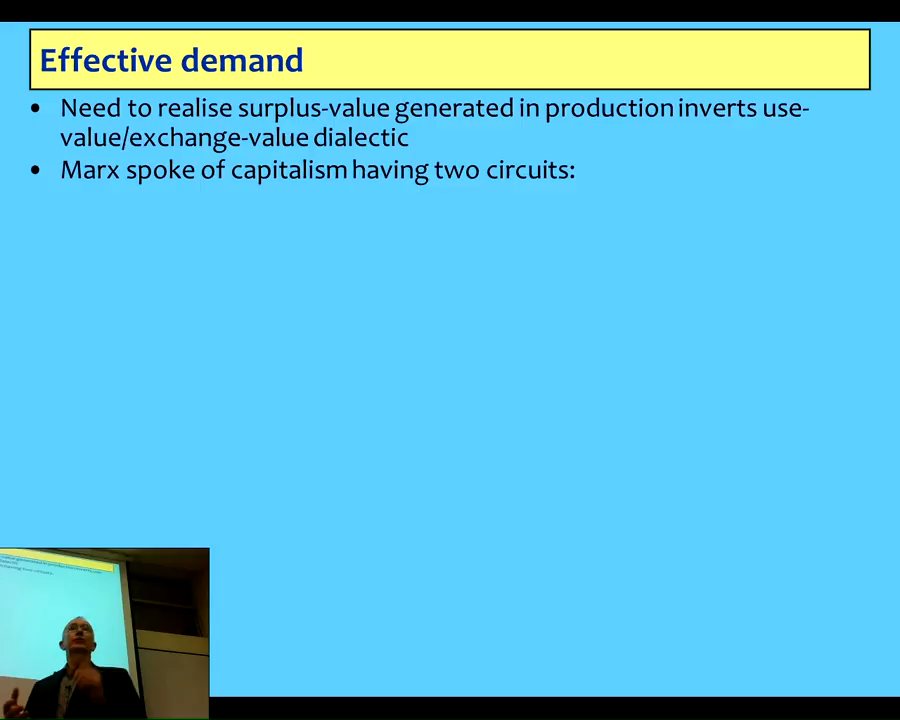 Effective demand
• Need to realise surplus-value generated in production inverts use-
value/exchange-value dialectic
• Marx spoke of capitalism having two circuits: